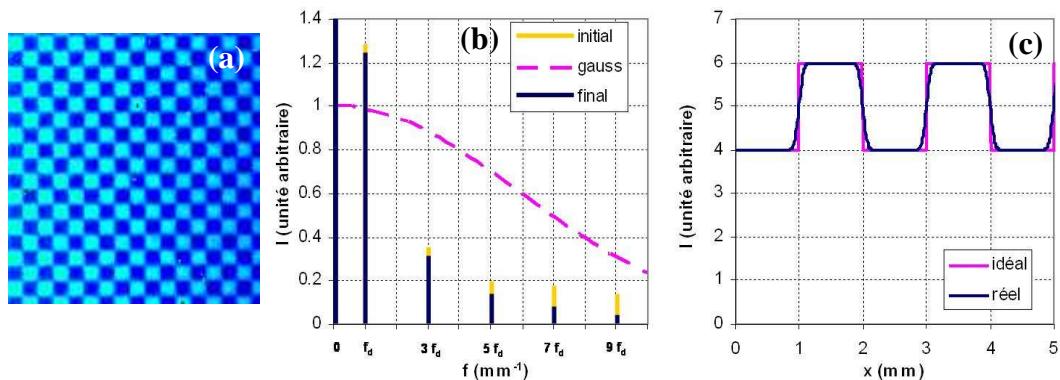 (a)
(b)
I (unité arbitraire)
1.4
1.2
1
0.8
0.6
0.4
0.2
0
initial
gauss
final
0 f_d 3 f_d 5 f_d 7 f_d 9 f_d
f (mm⁻¹)
(c)
I (unité arbitraire)
7
6
5
4
3
2
1
0
idéal
réel
0 1 2 3 4 5
x (mm)